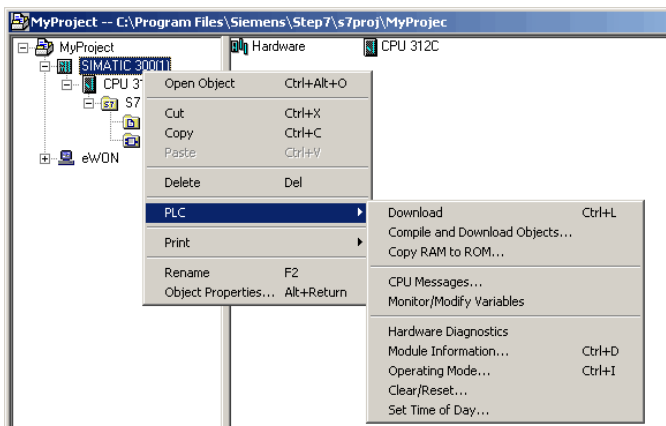 MyProject -- C:\Program Files\Siemens\Step7\s7proj\MyProjec
MyProject
SIMATIC 300(1)
CPU 3
S7
eWON
Hardware
CPU 312C
Open Object Ctrl+Alt+O
Cut Ctrl+X
Copy Ctrl+C
Paste Ctrl+V
Delete Del
PLC
Print
Rename F2
Object Properties... Alt+Return
Download Ctrl+L
Compile and Download Objects...
Copy RAM to ROM...
CPU Messages...
Monitor/Modify Variables
Hardware Diagnostics
Module Information... Ctrl+D
Operating Mode... Ctrl+I
Clear/Reset...
Set Time of Day...